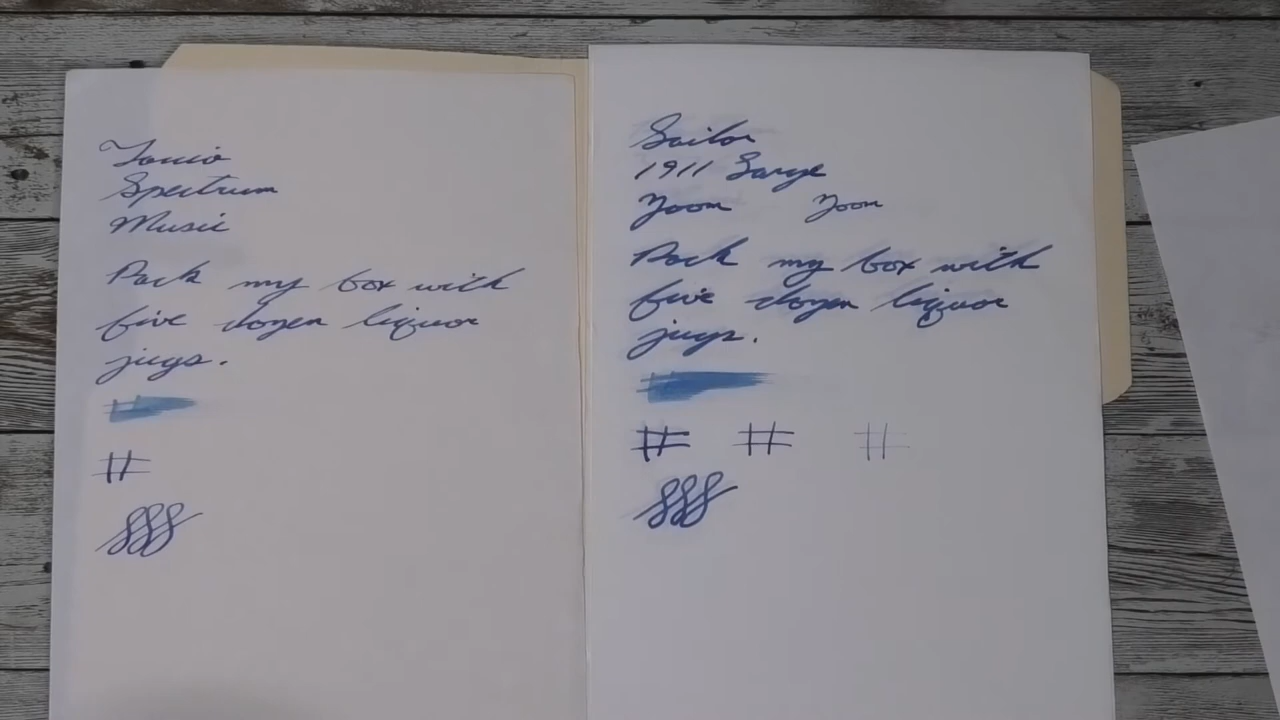 Spectrum
Music
Pack my box with
five dozen liquor
jugs.
#
Sailor
1911 Large
Zoom Zoom
Pack my box with
five dozen liquor
jugs.
# # #